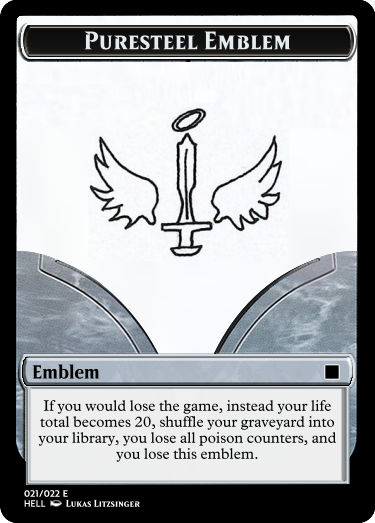 Puresteel Emblem
Emblem
If you would lose the game, instead your life
total becomes 20, shuffle your graveyard into
your library, you lose all poison counters, and
you lose this emblem.
021/022 E
HELL Lukas Litzsinger